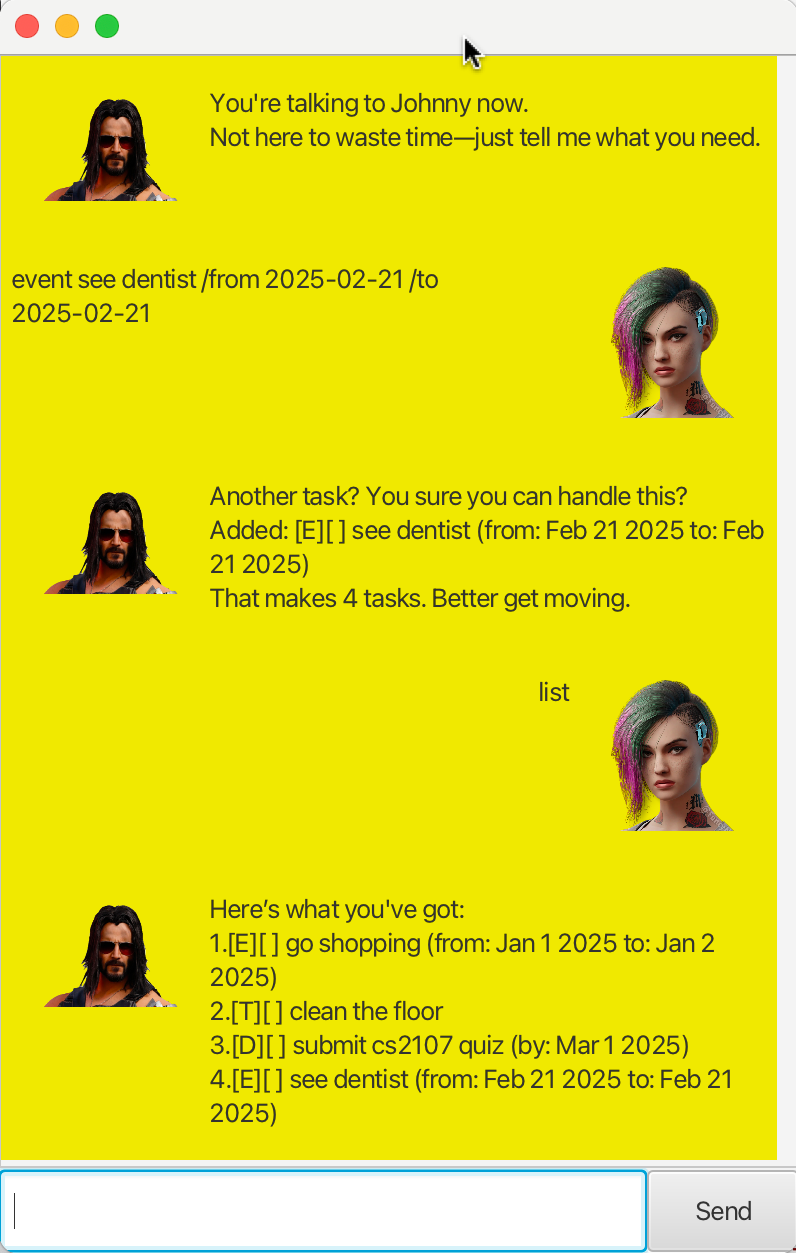 You're talking to Johnny now.
Not here to waste time—just tell me what you need.
event see dentist /from 2025-02-21 /to
2025-02-21
Another task? You sure you can handle this?
Added: [E][ ] see dentist (from: Feb 21 2025 to: Feb
21 2025)
That makes 4 tasks. Better get moving.
list
Here’s what you've got:
1.[E][ ] go shopping (from: Jan 1 2025 to: Jan 2
2025)
2.[T][ ] clean the floor
3.[D][ ] submit cs2107 quiz (by: Mar 1 2025)
4.[E][ ] see dentist (from: Feb 21 2025 to: Feb 21
2025)
Send